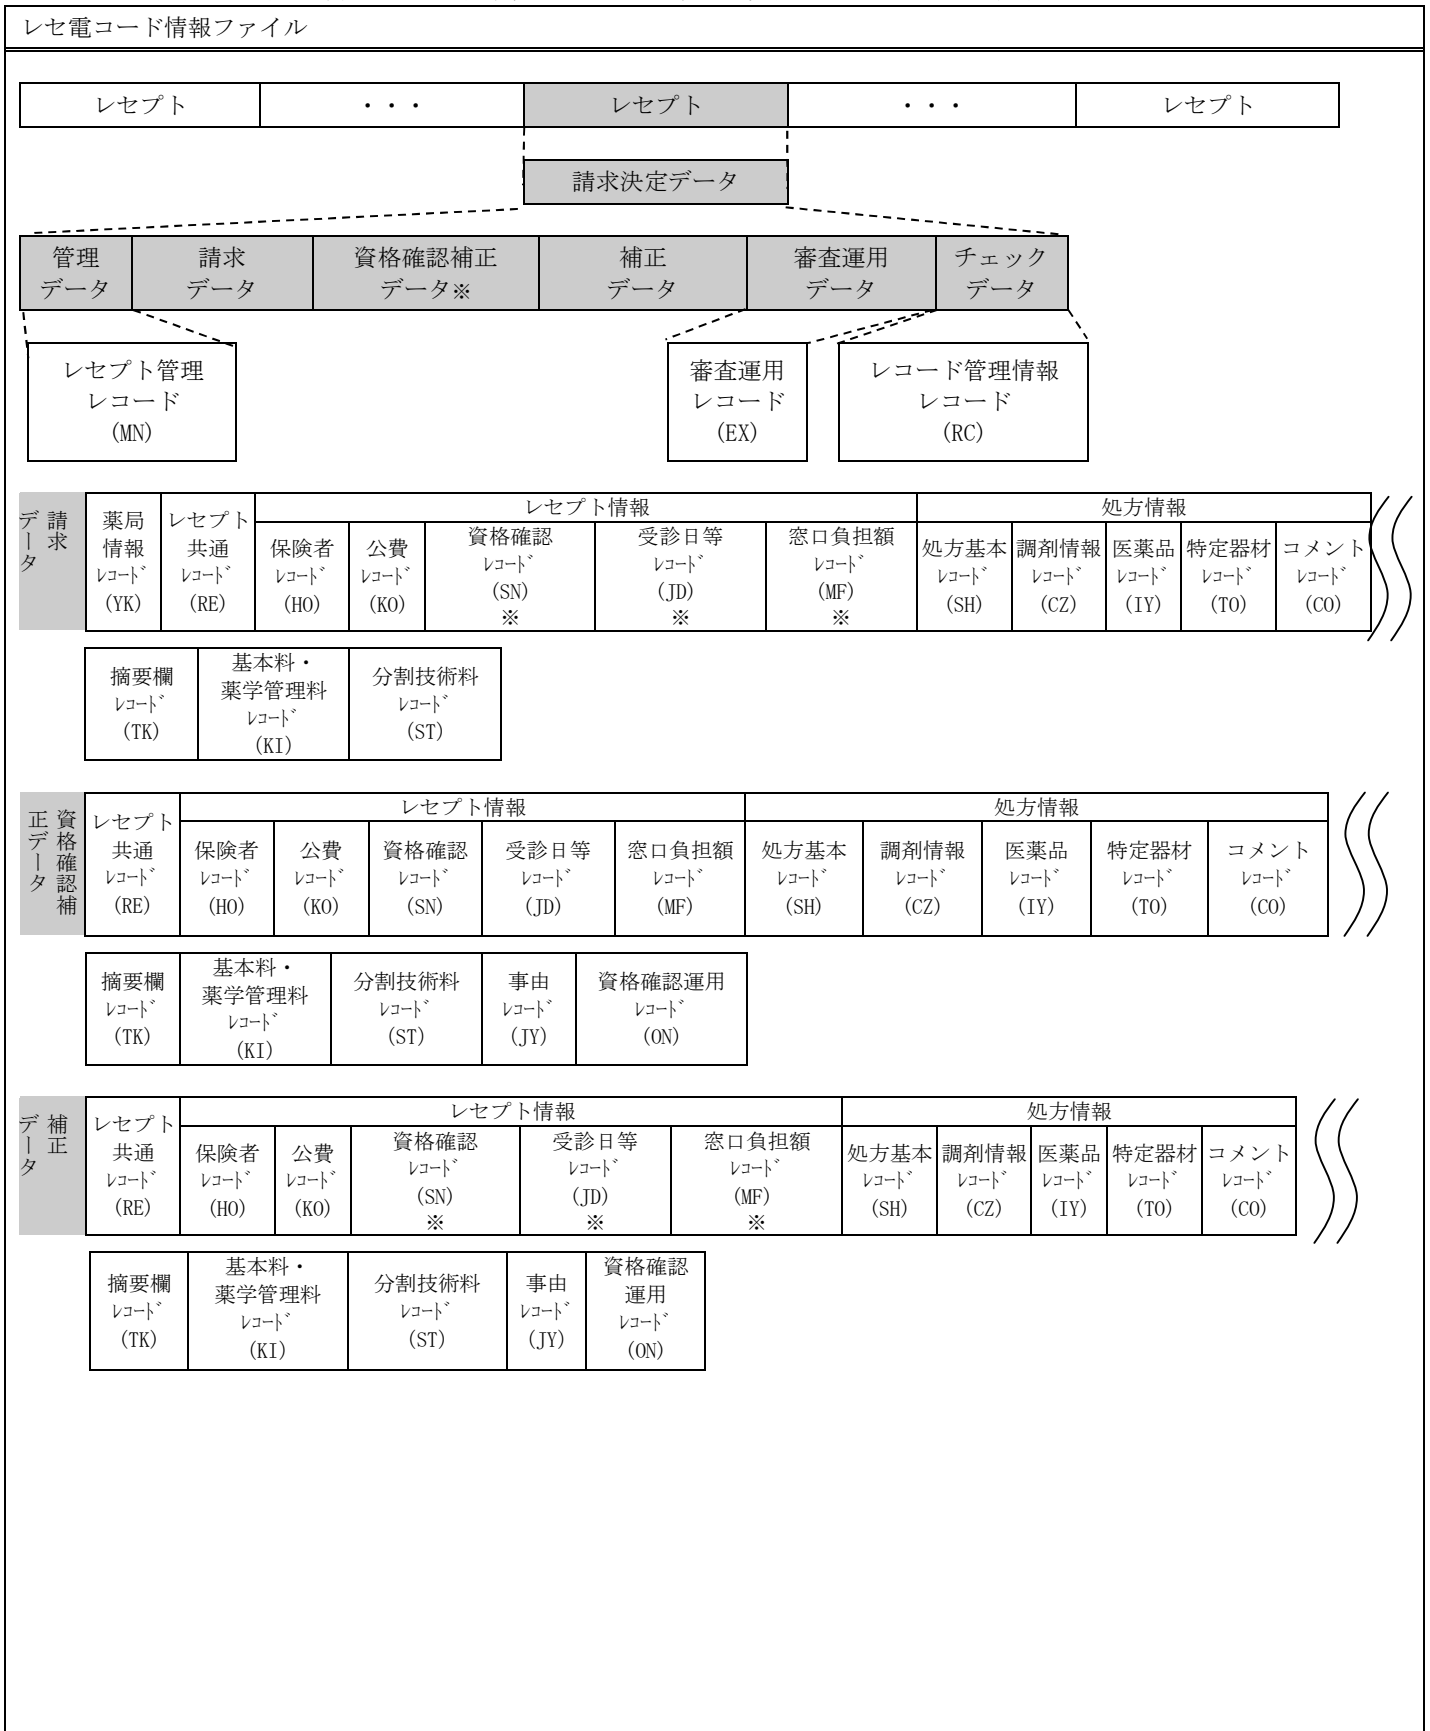 レセ電コード情報ファイル
レセプト ・・・ レセプト ・・・ レセプト
請求決定データ
管理 請求 資格確認補正 補正 審査運用 チェック
データ データ データ※ データ データ データ
レセプト管理 審査運用 レコード管理情報
レコード レコード レコード
(MN) (EX) (RC)
請求データ
薬局
情報
ﾚｺｰﾄﾞ
(YK)
レセプト
共通
ﾚｺｰﾄﾞ
(RE)
レセプト情報
保険者
ﾚｺｰﾄﾞ
(HO)
公費
ﾚｺｰﾄﾞ
(KO)
資格確認
ﾚｺｰﾄﾞ
(SN)
※
受診日等
ﾚｺｰﾄﾞ
(JD)
※
窓口負担額
ﾚｺｰﾄﾞ
(MF)
※
処方情報
処方基本
ﾚｺｰﾄﾞ
(SH)
調剤情報
ﾚｺｰﾄﾞ
(CZ)
医薬品
ﾚｺｰﾄﾞ
(IY)
特定器材
ﾚｺｰﾄﾞ
(TO)
コメント
ﾚｺｰﾄﾞ
(CO)
摘要欄
ﾚｺｰﾄﾞ
(TK)
基本料・
薬学管理料
ﾚｺｰﾄﾞ
(KI)
分割技術料
ﾚｺｰﾄﾞ
(ST)
資格確認補正データ
レセプト
共通
ﾚｺｰﾄﾞ
(RE)
レセプト情報
保険者
ﾚｺｰﾄﾞ
(HO)
公費
ﾚｺｰﾄﾞ
(KO)
資格確認
ﾚｺｰﾄﾞ
(SN)
受診日等
ﾚｺｰﾄﾞ
(JD)
窓口負担額
ﾚｺｰﾄﾞ
(MF)
処方情報
処方基本
ﾚｺｰﾄﾞ
(SH)
調剤情報
ﾚｺｰﾄﾞ
(CZ)
医薬品
ﾚｺｰﾄﾞ
(IY)
特定器材
ﾚｺｰﾄﾞ
(TO)
コメント
ﾚｺｰﾄﾞ
(CO)
摘要欄
ﾚｺｰﾄﾞ
(TK)
基本料・
薬学管理料
ﾚｺｰﾄﾞ
(KI)
分割技術料
ﾚｺｰﾄﾞ
(ST)
事由
ﾚｺｰﾄﾞ
(JY)
資格確認運用
ﾚｺｰﾄﾞ
(ON)
補正データ
レセプト
共通
ﾚｺｰﾄﾞ
(RE)
レセプト情報
保険者
ﾚｺｰﾄﾞ
(HO)
公費
ﾚｺｰﾄﾞ
(KO)
資格確認
ﾚｺｰﾄﾞ
(SN)
※
受診日等
ﾚｺｰﾄﾞ
(JD)
※
窓口負担額
ﾚｺｰﾄﾞ
(MF)
※
処方情報
処方基本
ﾚｺｰﾄﾞ
(SH)
調剤情報
ﾚｺｰﾄﾞ
(CZ)
医薬品
ﾚｺｰﾄﾞ
(IY)
特定器材
ﾚｺｰﾄﾞ
(TO)
コメント
ﾚｺｰﾄﾞ
(CO)
摘要欄
ﾚｺｰﾄﾞ
(TK)
基本料・
薬学管理料
ﾚｺｰﾄﾞ
(KI)
分割技術料
ﾚｺｰﾄﾞ
(ST)
事由
ﾚｺｰﾄﾞ
(JY)
資格確認
運用
ﾚｺｰﾄﾞ
(ON)